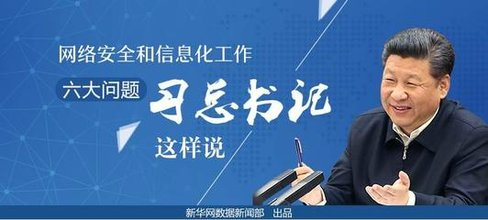 网络安全和信息化工作
六大问题
习总书记
这样说
新华网数据新闻部 出品